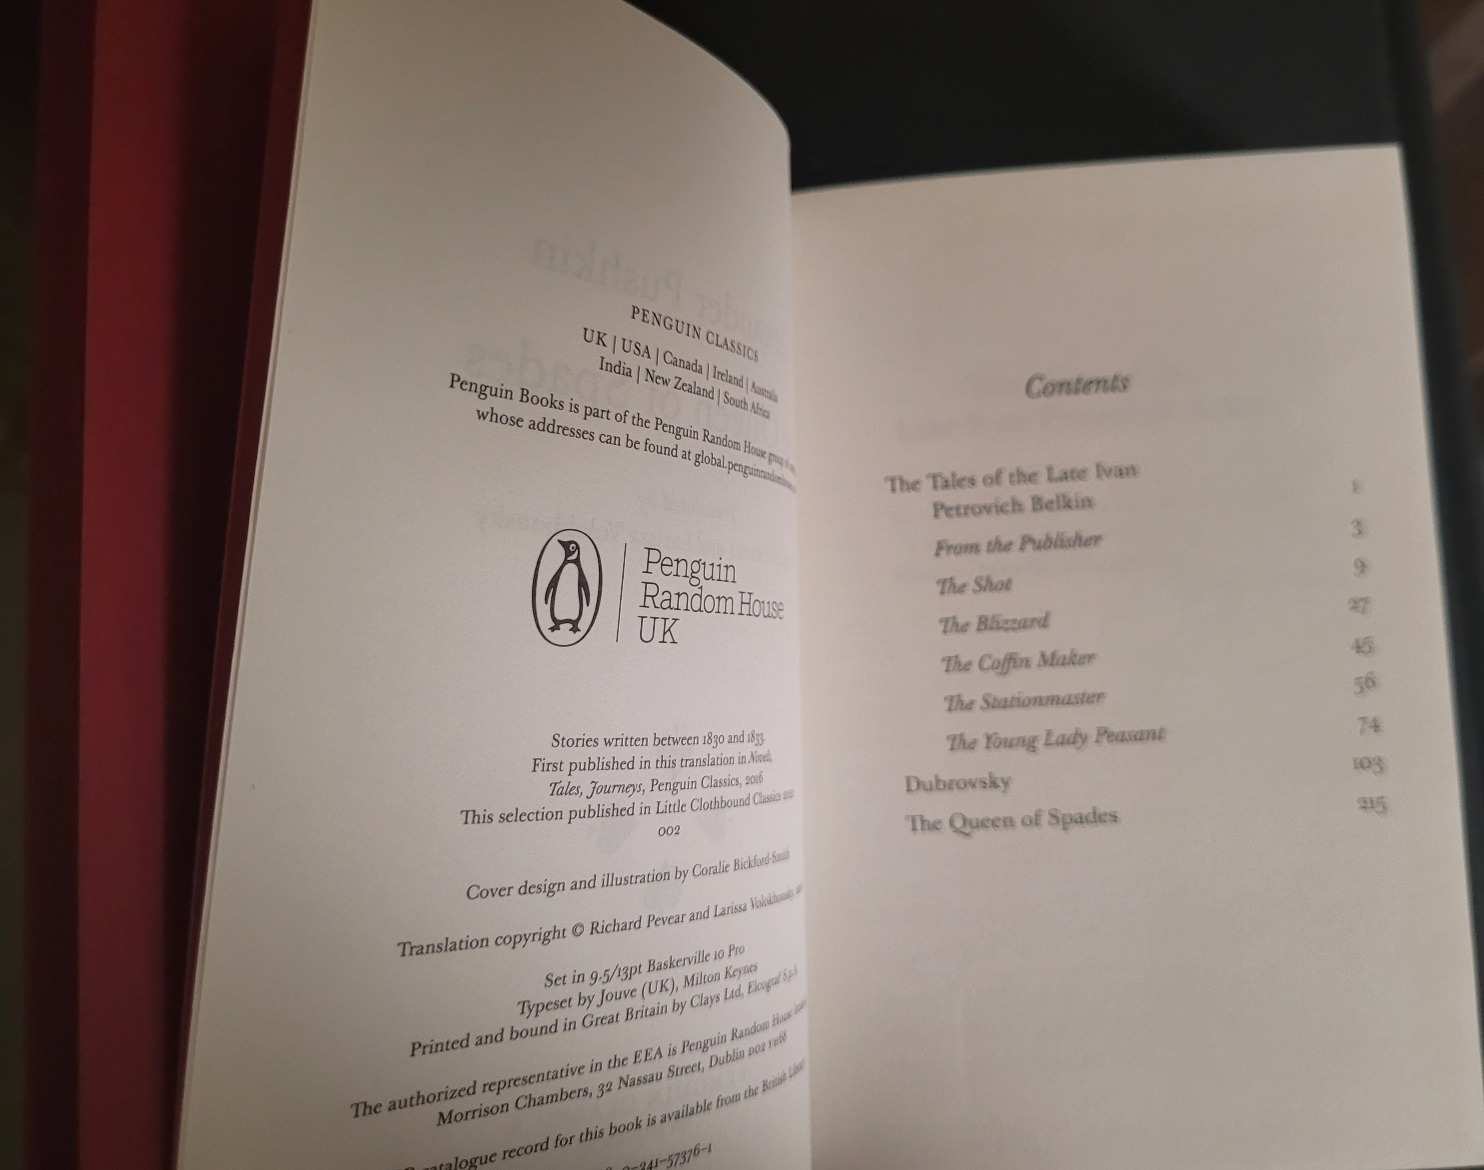 PENGUIN CLASSICS
UK | USA | Canada | Ireland | Australia
India | New Zealand | South Africa
Penguin Books is part of the Penguin Random House group
whose addresses can be found at
Penguin
Random House
UK
Stories written between 1830 and 1833
First published in this translation in Novels,
Tales, Journeys, Penguin Classics, 2016
This selection published in Little Clothbound Classics
002
Cover design and illustration by Coralie Bickford-Smith
Translation copyright © Richard Pevear and Larissa Volokhonsky,
Set in 9.5/13pt Baskerville 10 Pro
Typeset by Jouve (UK), Milton Keynes
Printed and bound in Great Britain by Clays Ltd, Elcograf S.p.A.
The authorized representative in the EEA is Penguin Random House
Morrison Chambers, 32 Nassau Street, Dublin D02
catalogue record for this book is available from the British Library
-241-57376-1
Contents
The Tales of the Late Ivan
Petrovich Belkin 1
From the Publisher 3
The Shot 9
The Blizzard 27
The Coffin Maker 45
The Stationmaster 56
The Young Lady Peasant 74
Dubrovsky 103
The Queen of Spades 215